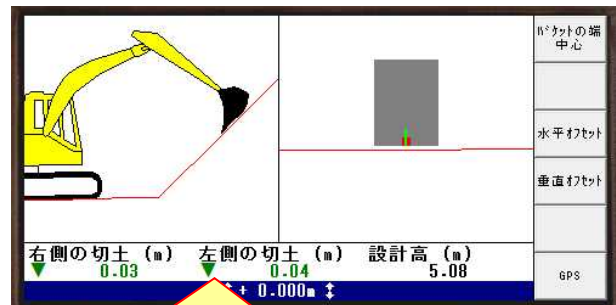 右側の切土 (m)
左側の切土 (m)
設計高 (m)
▼ 0.03
▼ 0.04
5.08
+ 0.000m
ﾊﾞｹｯﾄの端
中心
水平ｵﾌｾｯﾄ
垂直ｵﾌｾｯﾄ
GPS